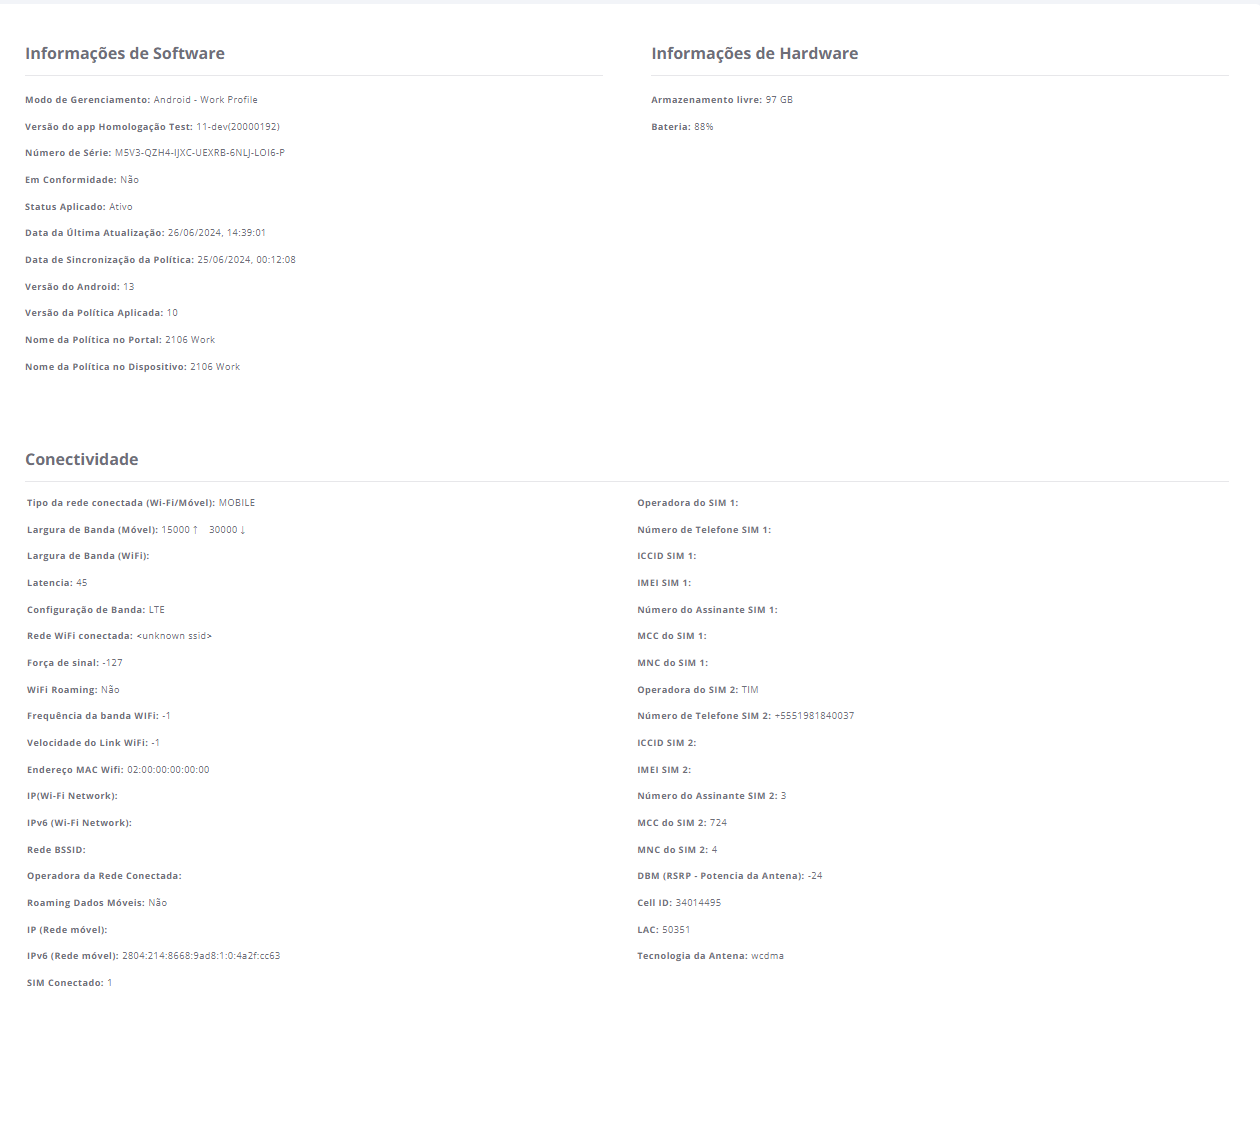 Informações de Software
Modo de Gerenciamento: Android - Work Profile
Versão do app Homologação Test: 11-dev(20000192)
Número de Série: M5V3-QZH4-IJXC-UEXRB-6NLJ-LOI6-P
Em Conformidade: Não
Status Aplicado: Ativo
Data da Última Atualização: 26/06/2024, 14:39:01
Data de Sincronização da Política: 25/06/2024, 00:12:08
Versão do Android: 13
Versão da Política Aplicada: 10
Nome da Política no Portal: 2106 Work
Nome da Política no Dispositivo: 2106 Work
Informações de Hardware
Armazenamento livre: 97 GB
Bateria: 88%
Conectividade
Tipo da rede conectada (Wi-Fi/Móvel): MOBILE
Largura de Banda (Móvel): 15000 ↑ 30000 ↓
Largura de Banda (WiFi):
Latencia: 45
Configuração de Banda: LTE
Rede WiFi conectada: <unknown ssid>
Força de sinal: -127
WiFi Roaming: Não
Frequência da banda WIFi: -1
Velocidade do Link WiFi: -1
Endereço MAC Wifi: 02:00:00:00:00:00
IP(Wi-Fi Network):
IPv6 (Wi-Fi Network):
Rede BSSID:
Operadora da Rede Conectada:
Roaming Dados Móveis: Não
IP (Rede móvel):
IPv6 (Rede móvel): 2804:214:8668:9ad8:1:0:4a2f:cc63
SIM Conectado: 1
Operadora do SIM 1:
Número de Telefone SIM 1:
ICCID SIM 1:
IMEI SIM 1:
Número do Assinante SIM 1:
MCC do SIM 1:
MNC do SIM 1:
Operadora do SIM 2: TIM
Número de Telefone SIM 2: +5551981840037
ICCID SIM 2:
IMEI SIM 2:
Número do Assinante SIM 2: 3
MCC do SIM 2: 724
MNC do SIM 2: 4
DBM (RSRP - Potencia da Antena): -24
Cell ID: 34014495
LAC: 50351
Tecnologia da Antena: wcdma